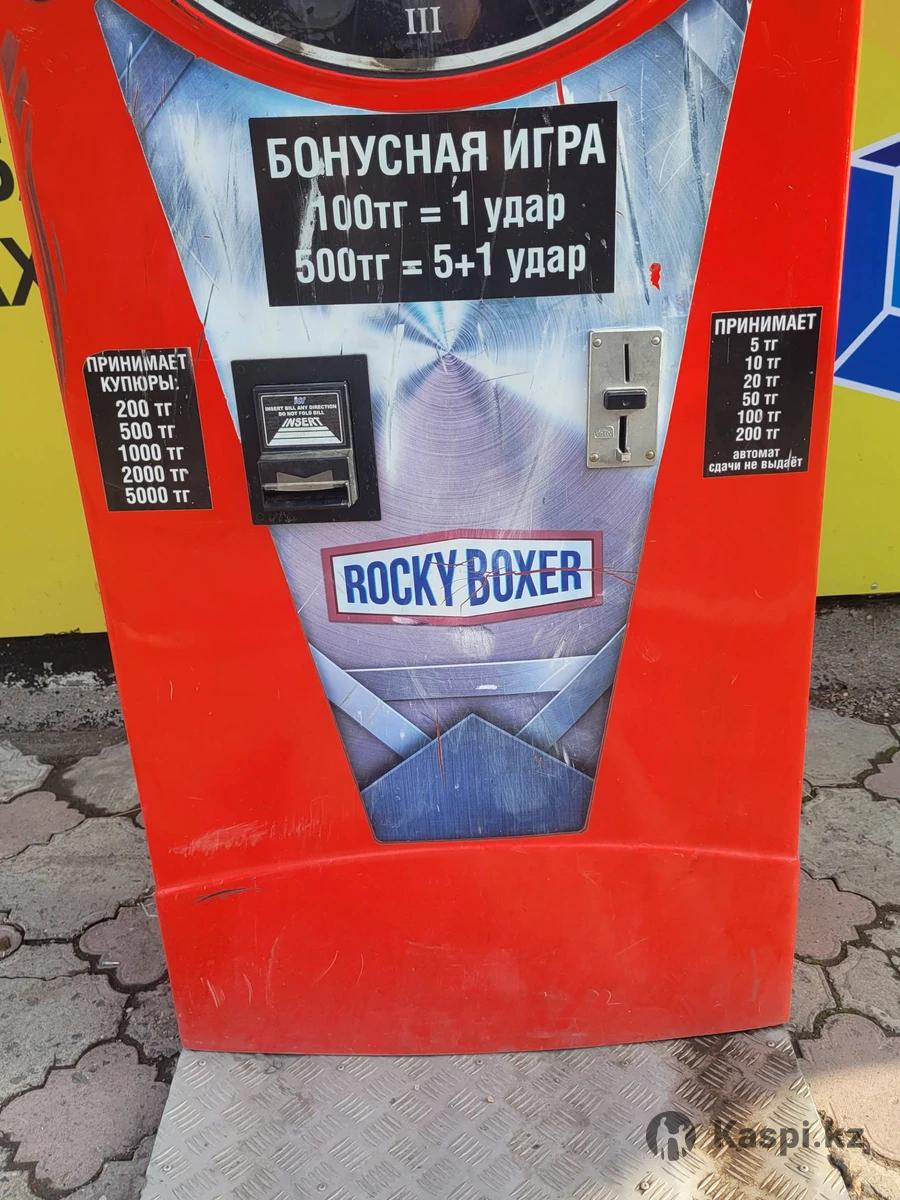 III
БОНУСНАЯ ИГРА
100тг = 1 удар
500тг = 5+1 удар
ПРИНИМАЕТ
КУПЮРЫ:
200 тг
500 тг
1000 тг
2000 тг
5000 тг
INSERT BILL ANY DIRECTION
DO NOT FOLD BILL
INSERT
ПРИНИМАЕТ
5 тг
10 тг
20 тг
50 тг
100 тг
200 тг
автомат
сдачи не выдаёт
ROCKY BOXER
Kaspi.kz